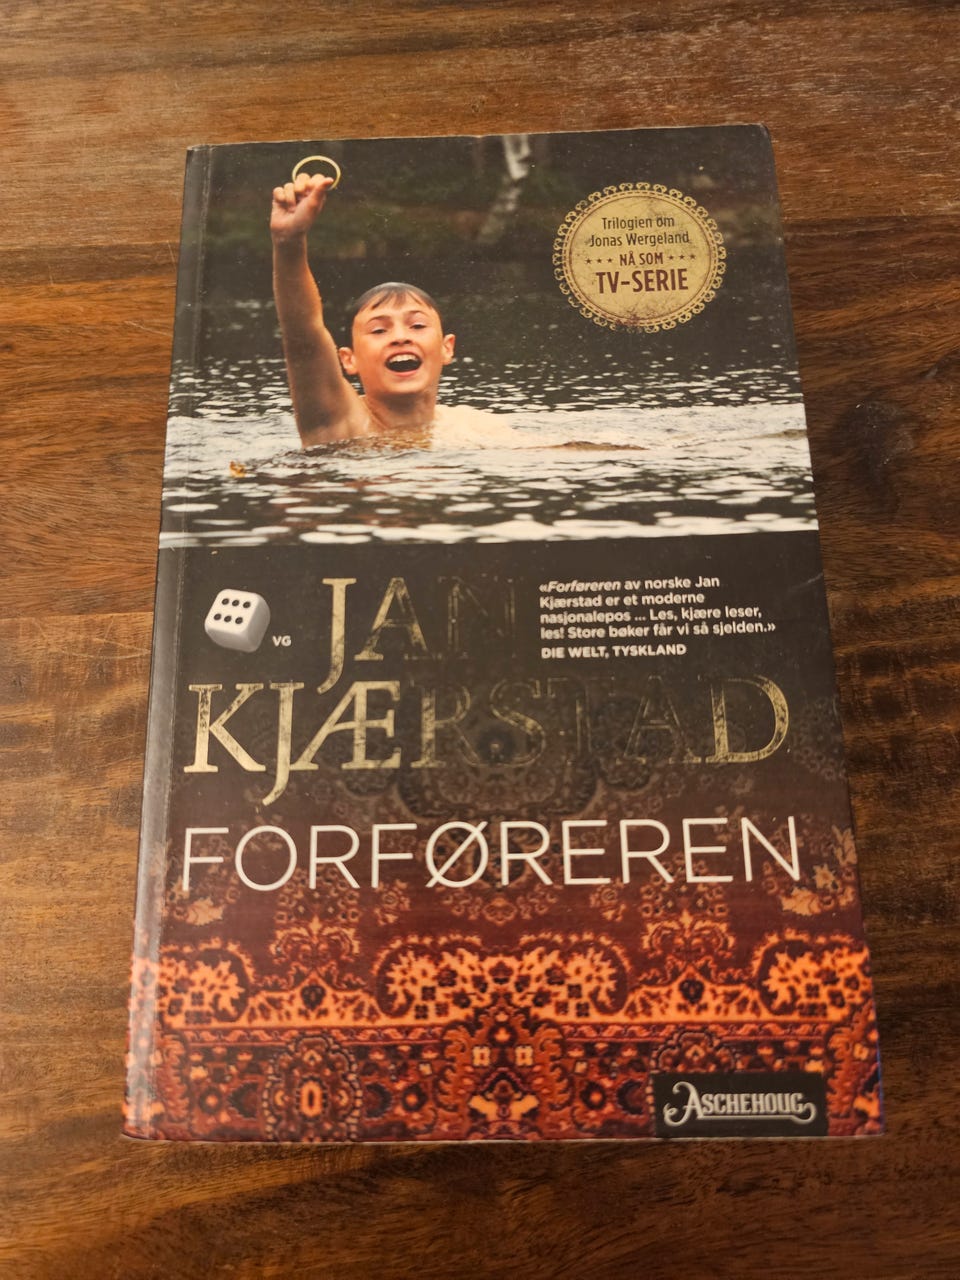 Trilogien om
Jonas Wergeland
NÅ SOM
TV-SERIE
VG
JAN
KJÆRSTAD
«Forføreren av norske Jan
Kjærstad er et moderne
nasjonalepos ... Les, kjære leser,
les! Store bøker får vi så sjelden.»
DIE WELT, TYSKLAND
FORFØREREN
ASCHEHOUG